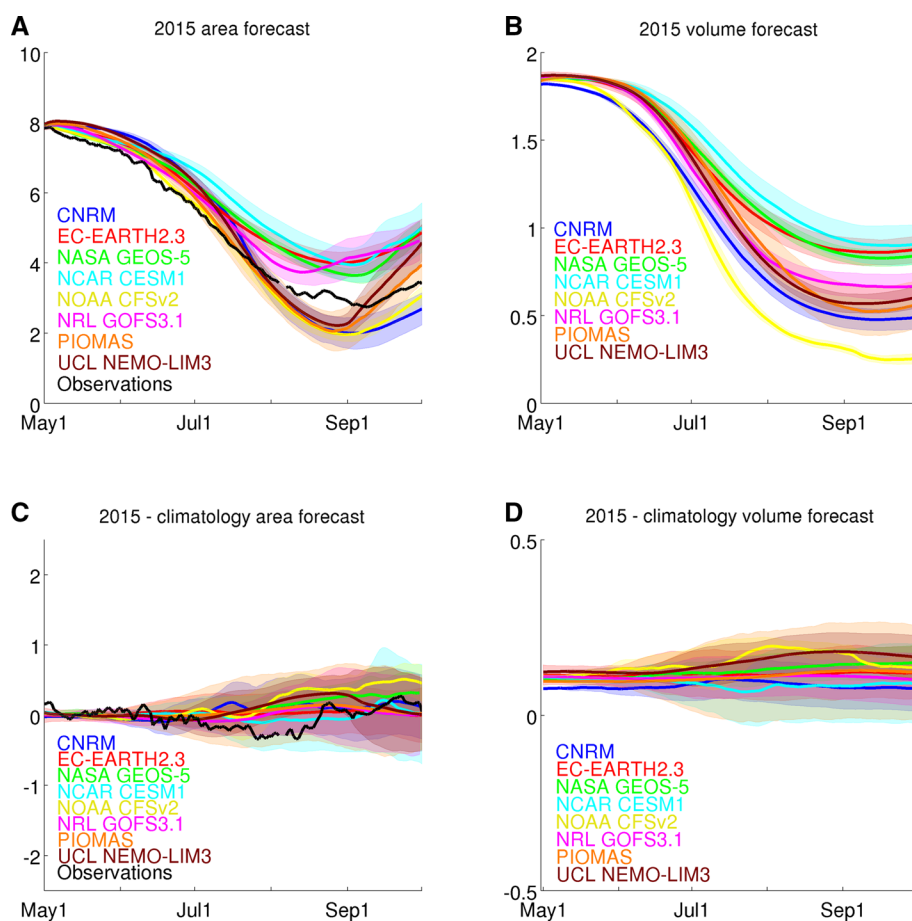 A
2015 area forecast
10
8
6
4
2
0
May1
Jul1
Sep1
CNRM
EC-EARTH2.3
NASA GEOS-5
NCAR CESM1
NOAA CFSv2
NRL GOFS3.1
PIOMAS
UCL NEMO-LIM3
Observations
B
2015 volume forecast
2
1.5
1
0.5
0
May1
Jul1
Sep1
CNRM
EC-EARTH2.3
NASA GEOS-5
NCAR CESM1
NOAA CFSv2
NRL GOFS3.1
PIOMAS
UCL NEMO-LIM3
C
2015 - climatology area forecast
2
1
0
-1
-2
May1
Jul1
Sep1
CNRM
EC-EARTH2.3
NASA GEOS-5
NCAR CESM1
NOAA CFSv2
NRL GOFS3.1
PIOMAS
UCL NEMO-LIM3
Observations
D
2015 - climatology volume forecast
0.5
0
-0.5
May1
Jul1
Sep1
CNRM
EC-EARTH2.3
NASA GEOS-5
NCAR CESM1
NOAA CFSv2
NRL GOFS3.1
PIOMAS
UCL NEMO-LIM3